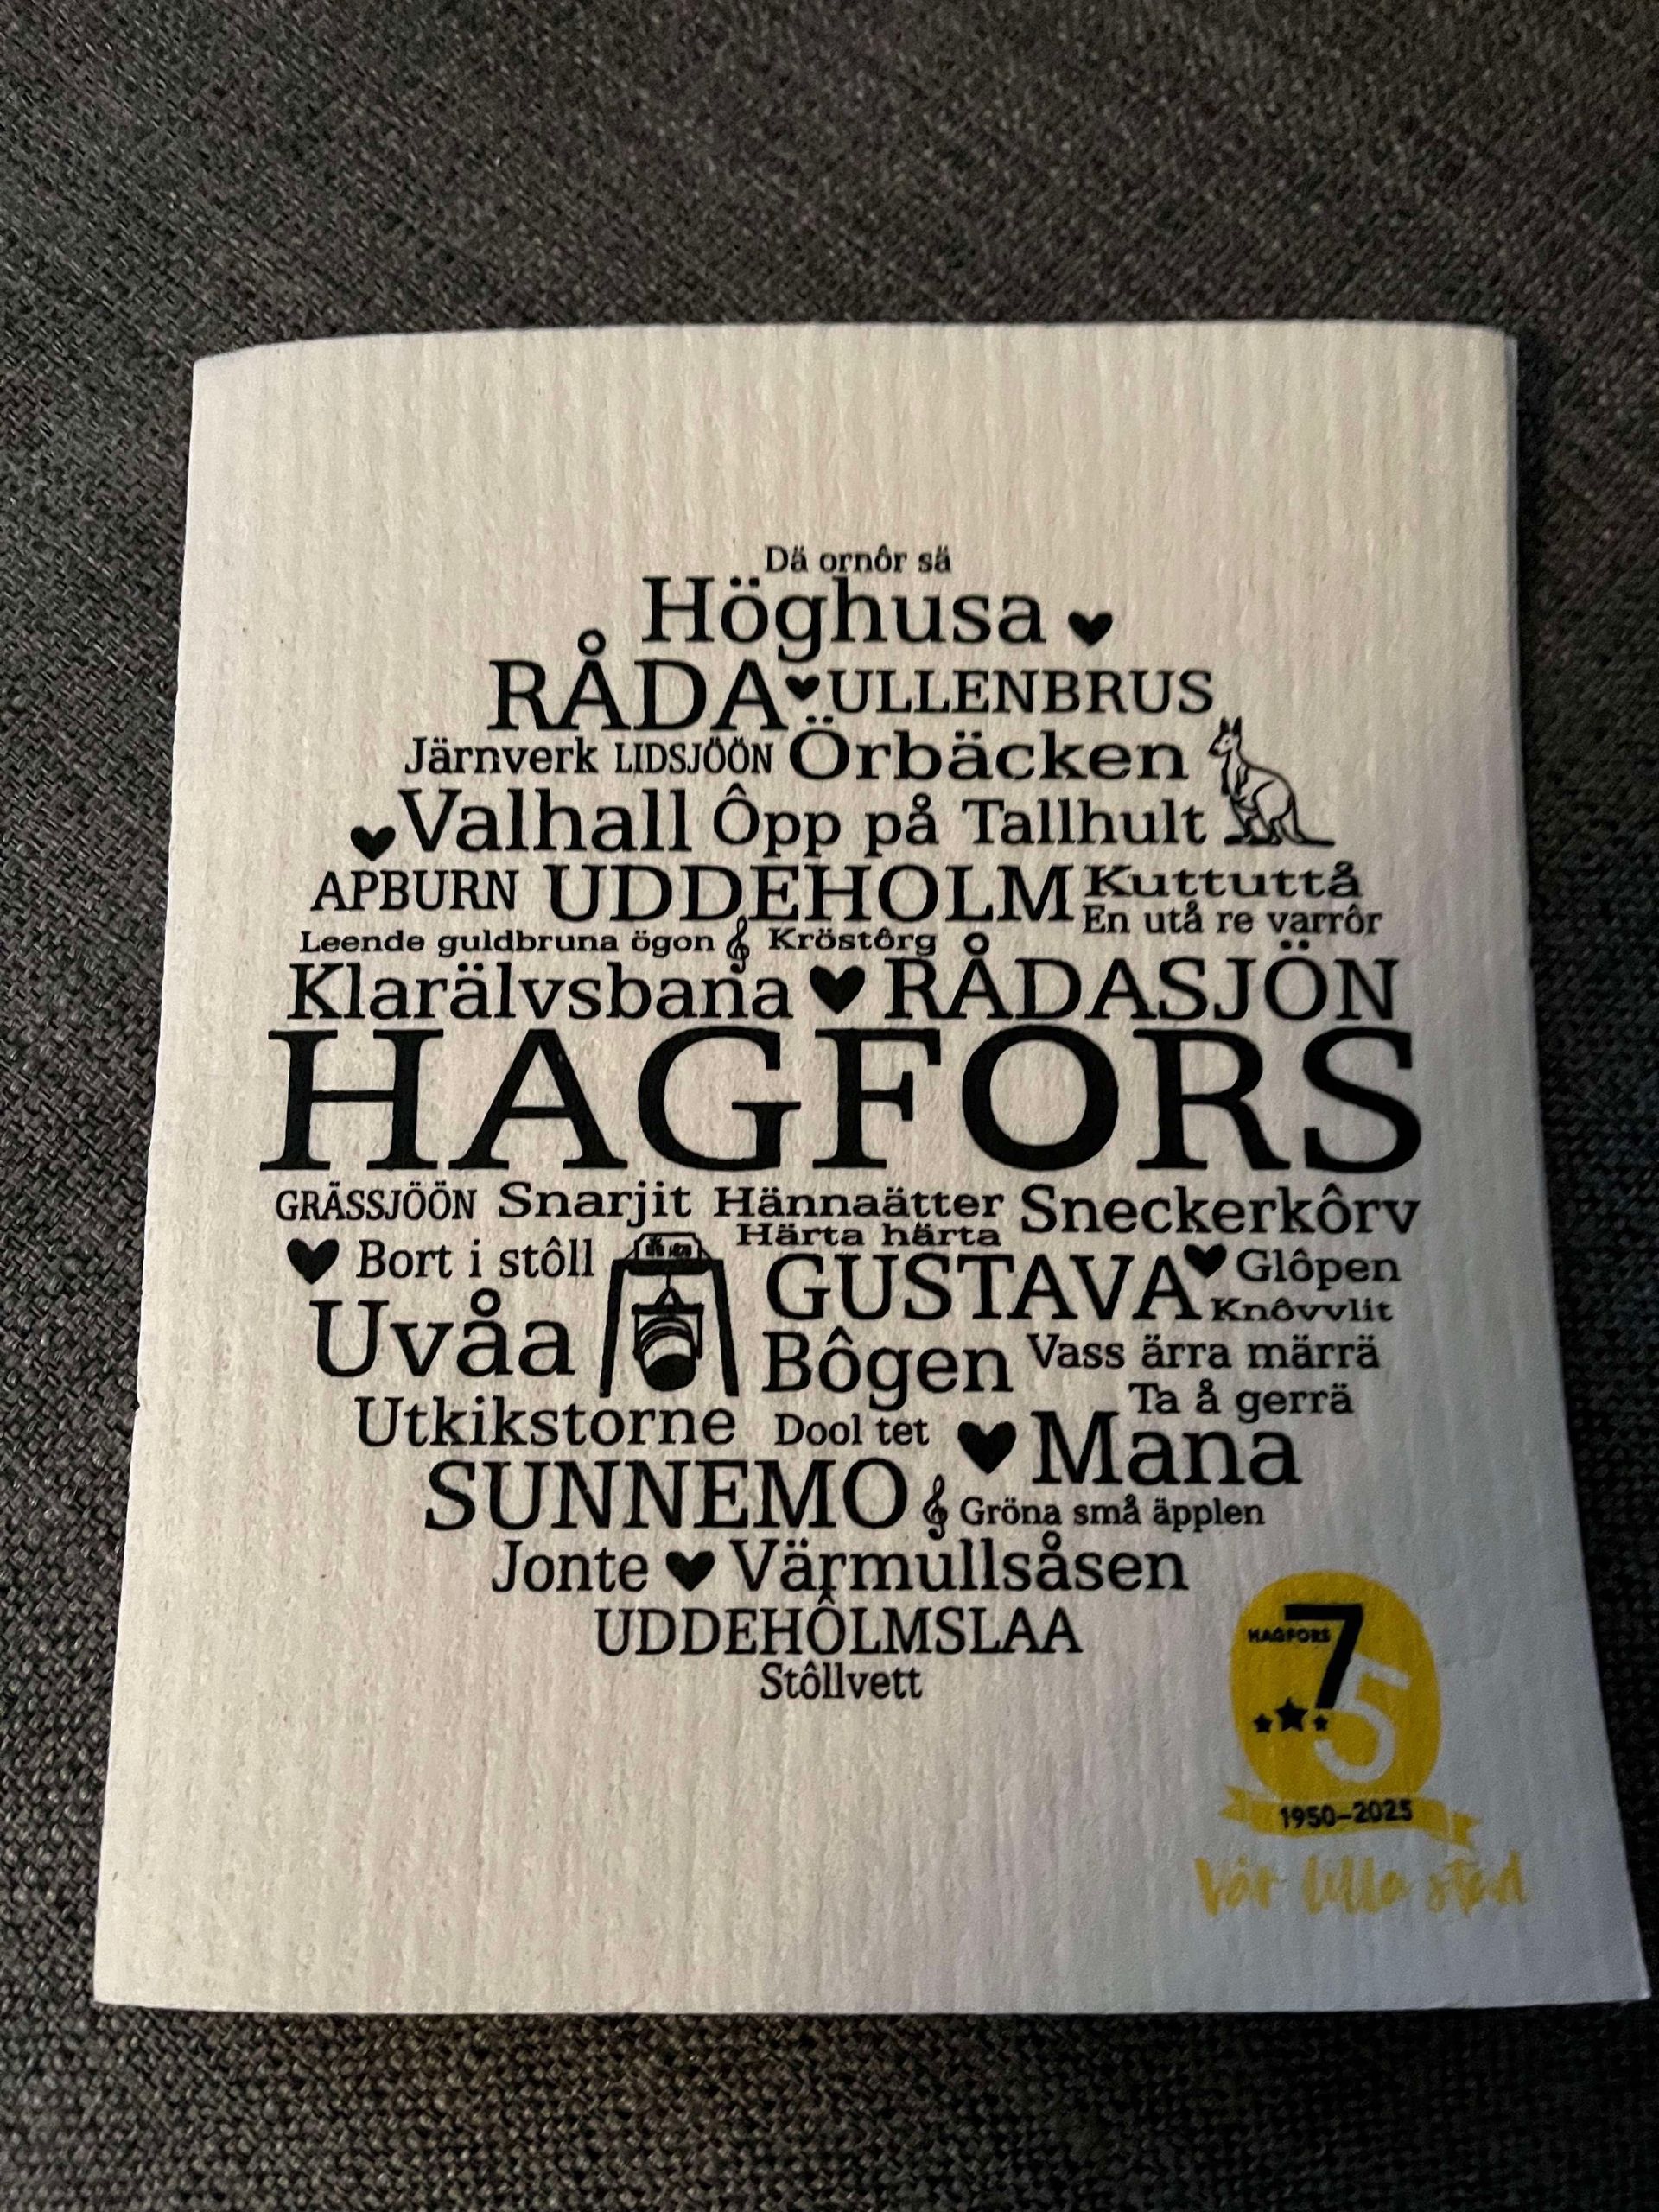 Dä ornôr sä
Höghusa
RÅDA ULLENBRUS
Järnverk LIDSJÖÖN Örbäcken
Valhall Ôpp på Tallhult
APBURN UDDEHOLM Kuttuttå
En utå re varrôr
Leende guldbruna ögon Kröstôrg
Klarälvsbana RÅDASJÖN
HAGFORS
GRÄSSJÖÖN Snarjit Hännaätter Sneckerkôrv
Härta härta
Bort i stôll GUSTAVA Glôpen
Knôvvlit
Uvåa Bôgen Vass ärra märrä
Ta å gerrä
Utkikstorne Dool tet Mana
SUNNEMO Gröna små äpplen
Jonte Värmullsåsen
UDDEHÔLMSLAA
Stôllvett
HAGFORS 75
1950-2025
Vår lilla stad